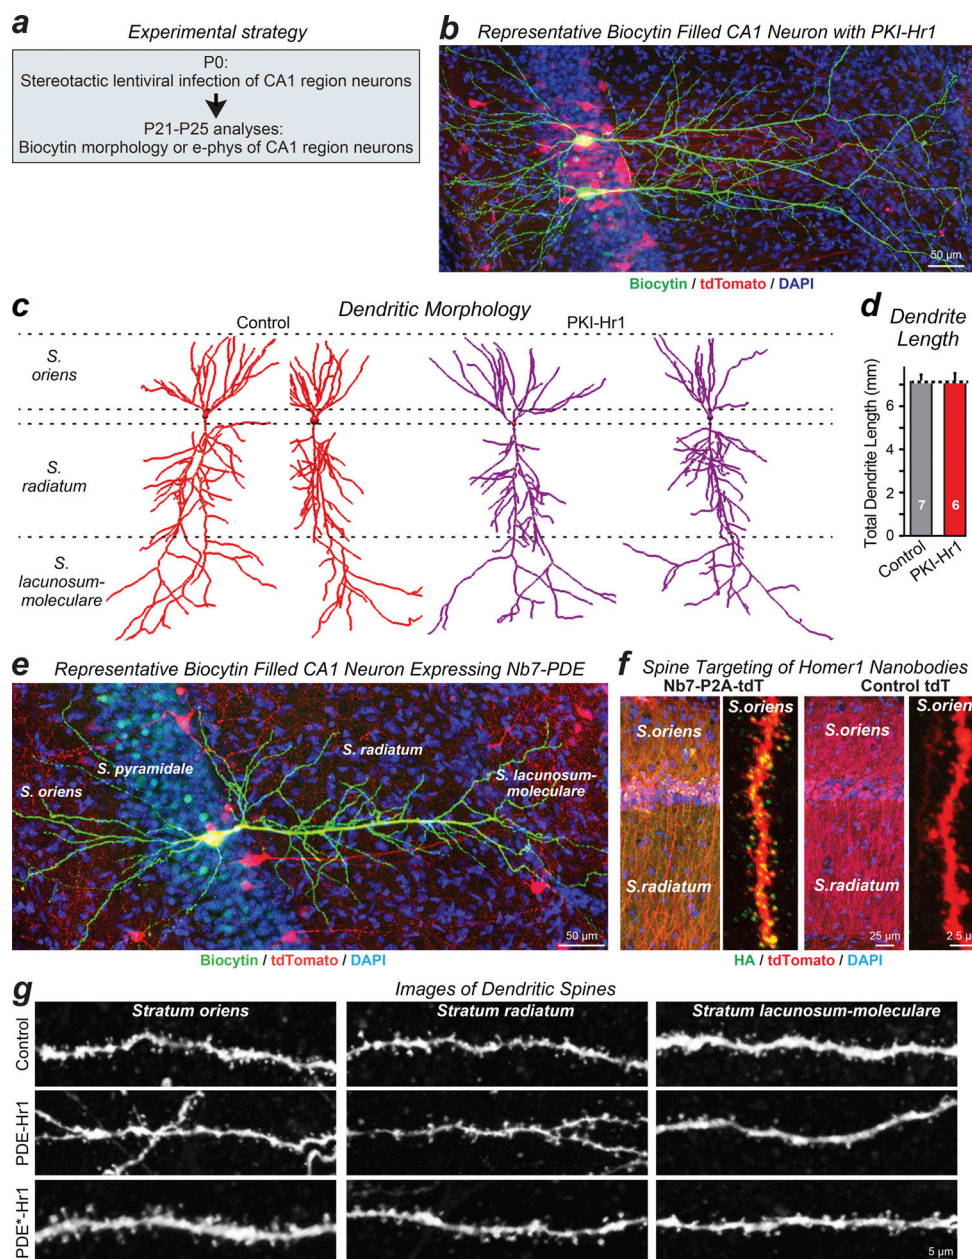 a
Experimental strategy
P0:
Stereotactic lentiviral infection of CA1 region neurons
P21-P25 analyses:
Biocytin morphology or e-phys of CA1 region neurons
b
Representative Biocytin Filled CA1 Neuron with PKI-Hr1
50 µm
Biocytin / tdTomato / DAPI
c
Dendritic Morphology
Control
PKI-Hr1
S.
oriens
S.
radiatum
S.
lacunosum-
moleculare
d
Dendrite
Length
Total Dendrite Length (mm)
6
4
2
0
7
6
Control
PKI-Hr1
e
Representative Biocytin Filled CA1 Neuron Expressing Nb7-PDE
S. oriens
S. pyramidale
S. radiatum
S. lacunosum-
moleculare
50 µm
Biocytin / tdTomato / DAPI
f
Spine Targeting of Homer1 Nanobodies
Nb7-P2A-tdT
Control tdT
S.oriens
S.radiatum
S.oriens
S.oriens
S.radiatum
25 µm
S.oriens
2.5 µm
HA / tdTomato / DAPI
g
Images of Dendritic Spines
Stratum oriens
Stratum radiatum
Stratum lacunosum-moleculare
Control
PDE-Hr1
PDE*-Hr1
5 µm